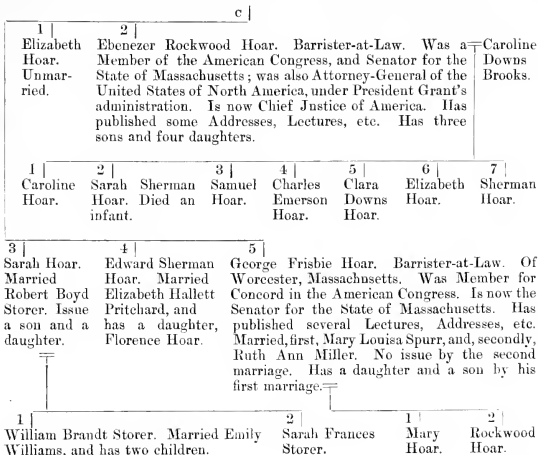 C
1 2
Elizabeth Hoar. Unmar-
ried.
Ebenezer Rockwood Hoar. Barrister-at-Law. Was a
Member of the American Congress, and Senator for the
State of Massachusetts; was also Attorney-General of the
United States of North America, under President Grant's
administration. Is now Chief Justice of America. Has
published some Addresses, Lectures, etc. Has three
sons and four daughters.
Caroline
Downs
Brooks.
1 2 3 4 5 6 7
Caroline
Hoar.
Sarah Sherman
Hoar. Died an
infant.
Samuel
Hoar.
Charles
Emerson
Hoar.
Clara
Downs
Hoar.
Elizabeth
Hoar.
Sherman
Hoar.
3 4 5
Sarah Hoar.
Married
Robert Boyd
Storer. Issue
a son and a
daughter.
Edward Sherman
Hoar. Married
Elizabeth Hallett
Pritchard, and
has a daughter,
Florence Hoar.
George Frisbie Hoar. Barrister-at-Law. Of
Worcester, Massachusetts. Was Member for
Concord in the American Congress. Is now the
Senator for the State of Massachusetts. Has
published several Lectures, Addresses, etc.
Married, first, Mary Louisa Spurr, and, secondly,
Ruth Ann Miller. No issue by the second
marriage. Has a daughter and a son by his
first marriage.
1 2 1 2
William Brandt Storer. Married Emily
Williams, and has two children.
Sarah Frances
Storer.
Mary
Hoar.
Rockwood
Hoar.